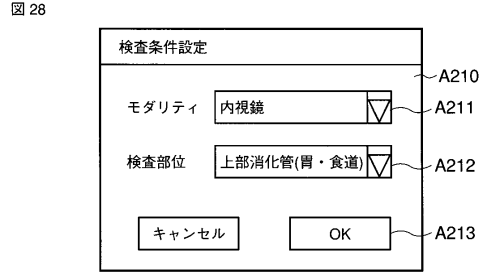 図 28
検査条件設定
A210
モダリティ 内視鏡 A211
検査部位 上部消化管(胃・食道) A212
キャンセル OK A213